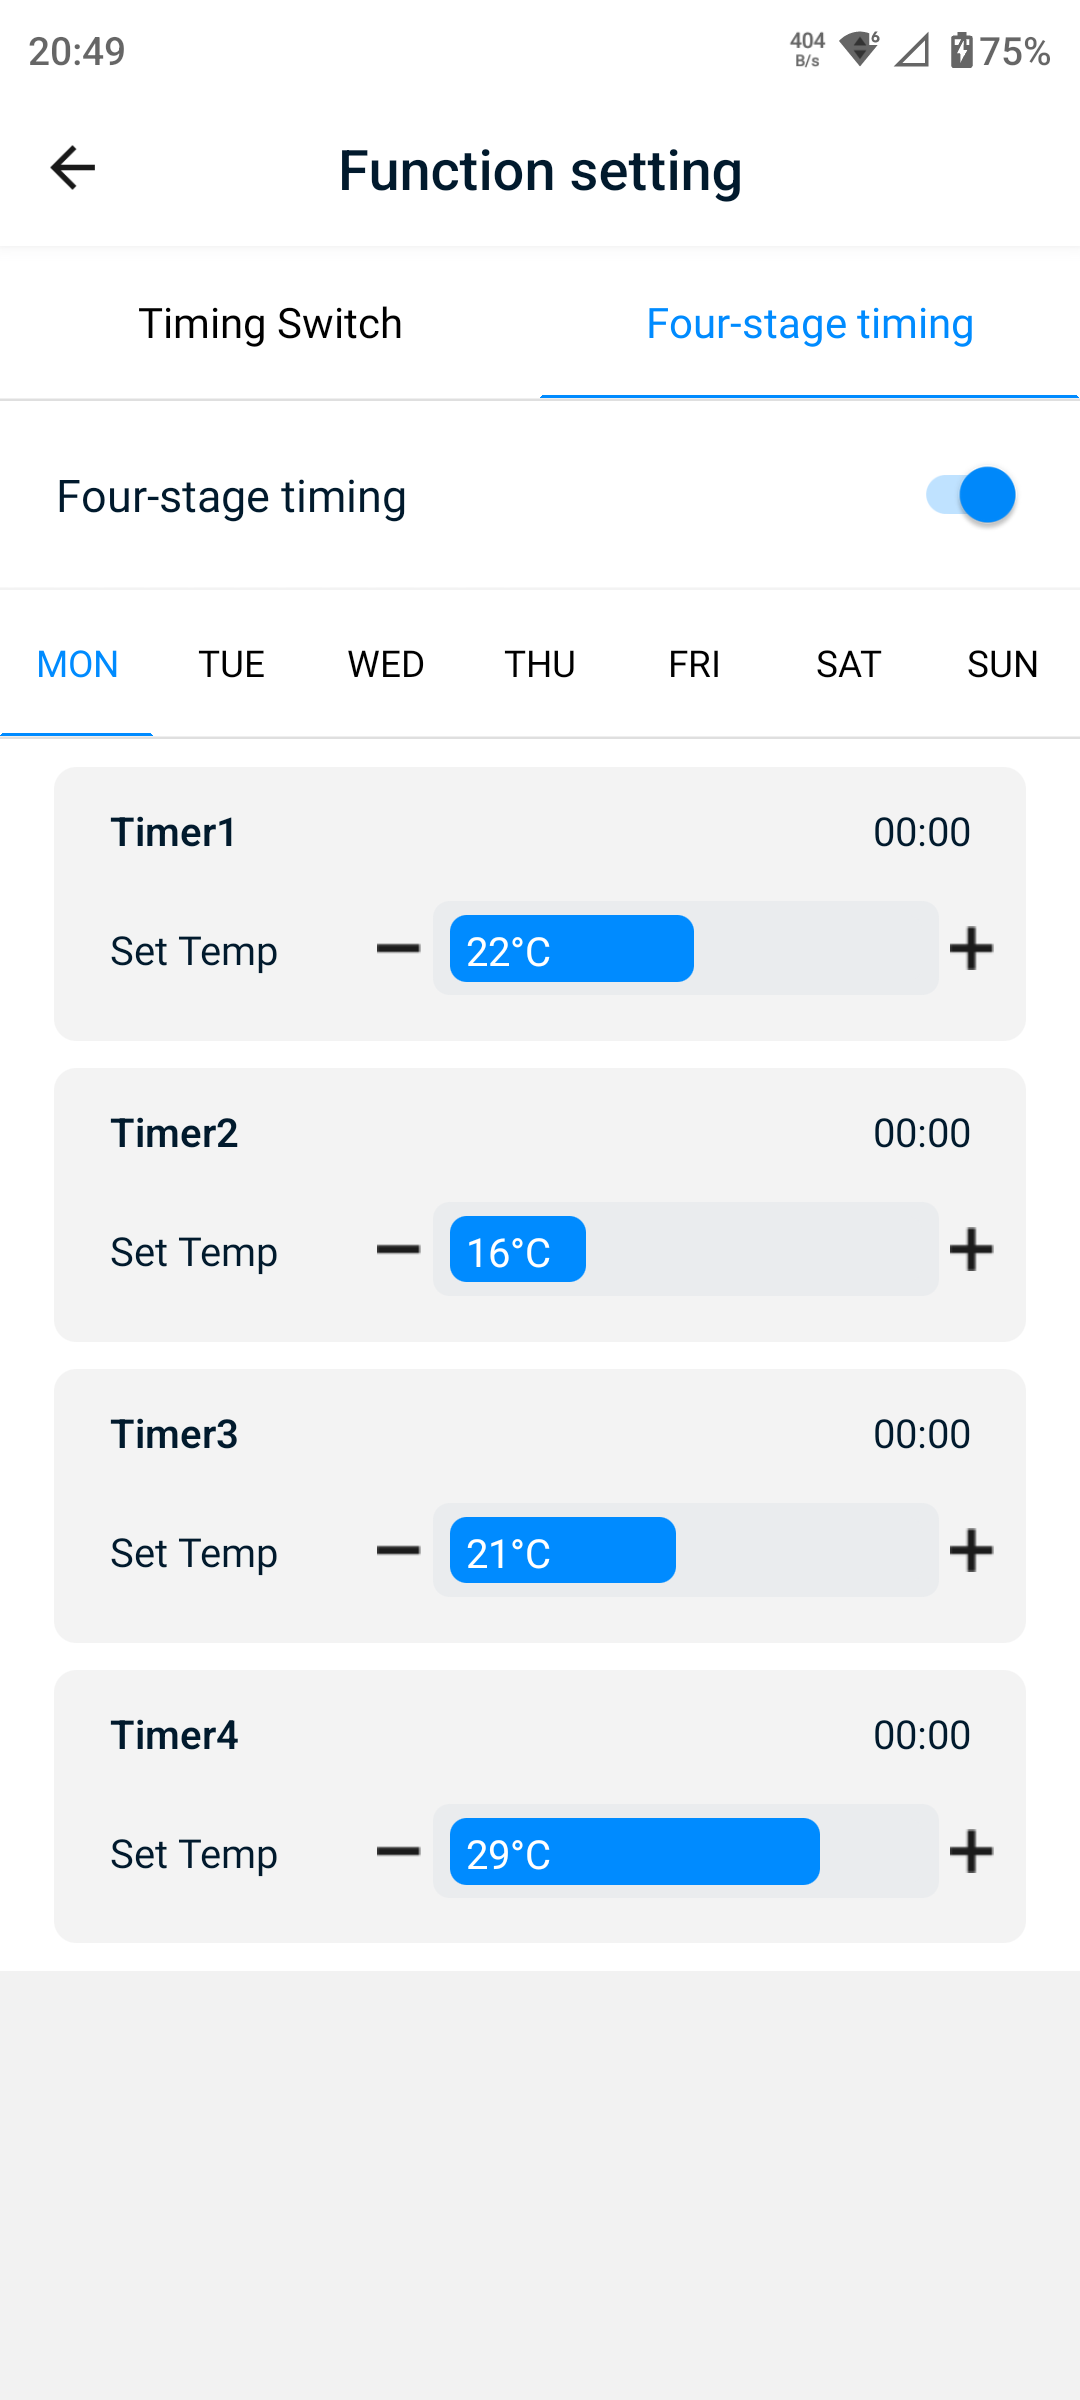 20:49
404 B/s 6 75%
Function setting
Timing Switch Four-stage timing
Four-stage timing
MON TUE WED THU FRI SAT SUN
Timer1 00:00
Set Temp 22°C
Timer2 00:00
Set Temp 16°C
Timer3 00:00
Set Temp 21°C
Timer4 00:00
Set Temp 29°C